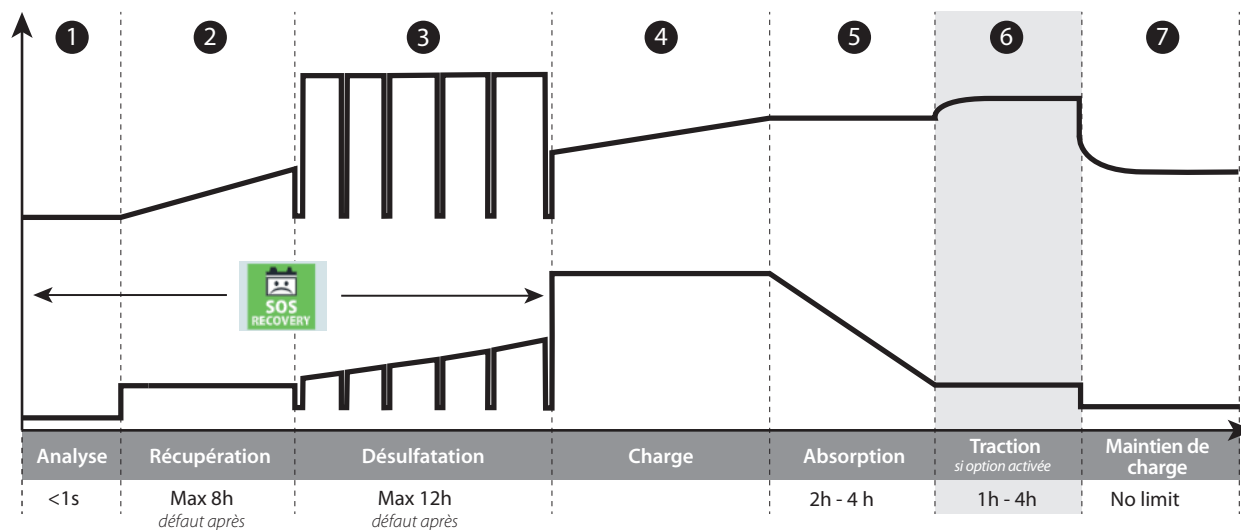 1 2 3 4 5 6 7
SOS
RECOVERY
Analyse Récupération Désulfatation Charge Absorption Traction Maintien de
si option activée charge
<1s Max 8h Max 12h 2h - 4 h 1h - 4h No limit
défaut après défaut après